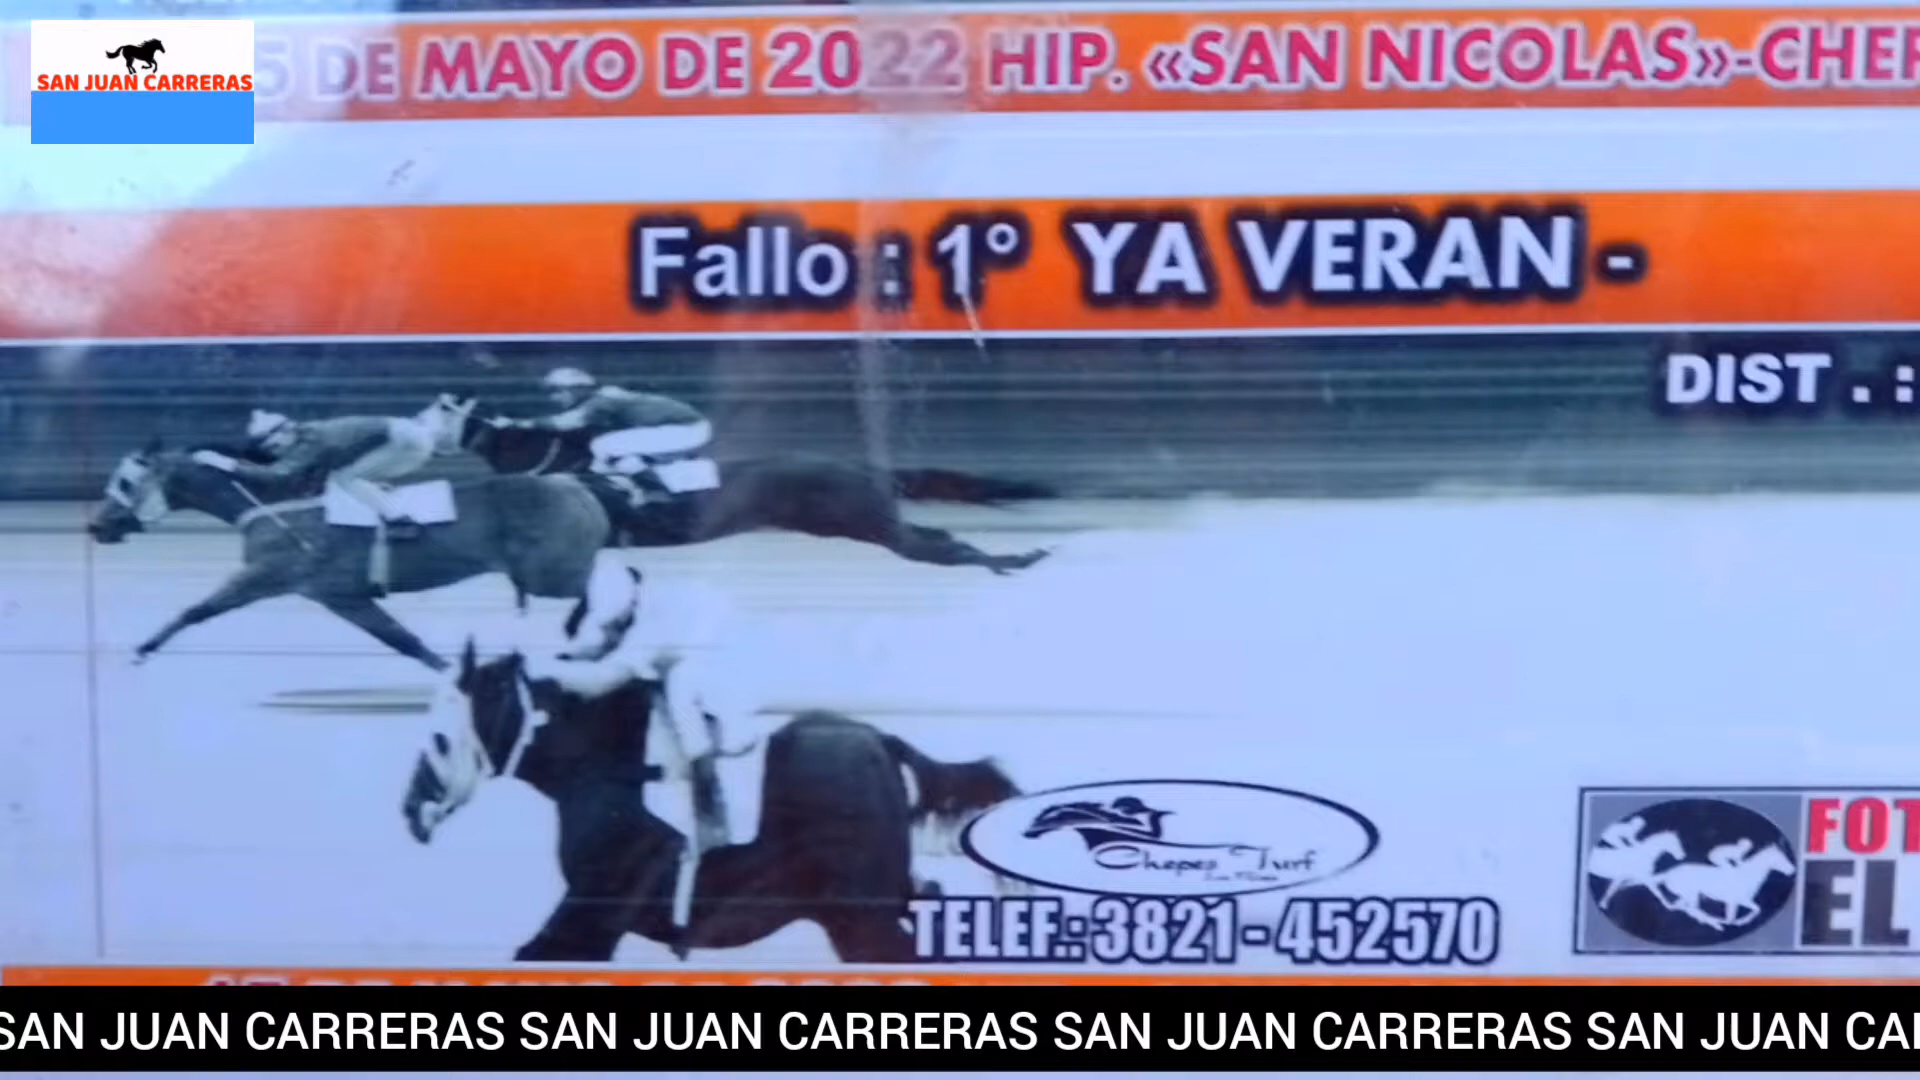 SAN JUAN CARRERAS
5 DE MAYO DE 2022 HIP. «SAN NICOLAS»-CHEP
Fallo : 1° YA VERAN -
DIST . :
Chepes Turf
TELEF.: 3821-452570
FOT
EL
SAN JUAN CARRERAS SAN JUAN CARRERAS SAN JUAN CARRERAS SAN JUAN CA